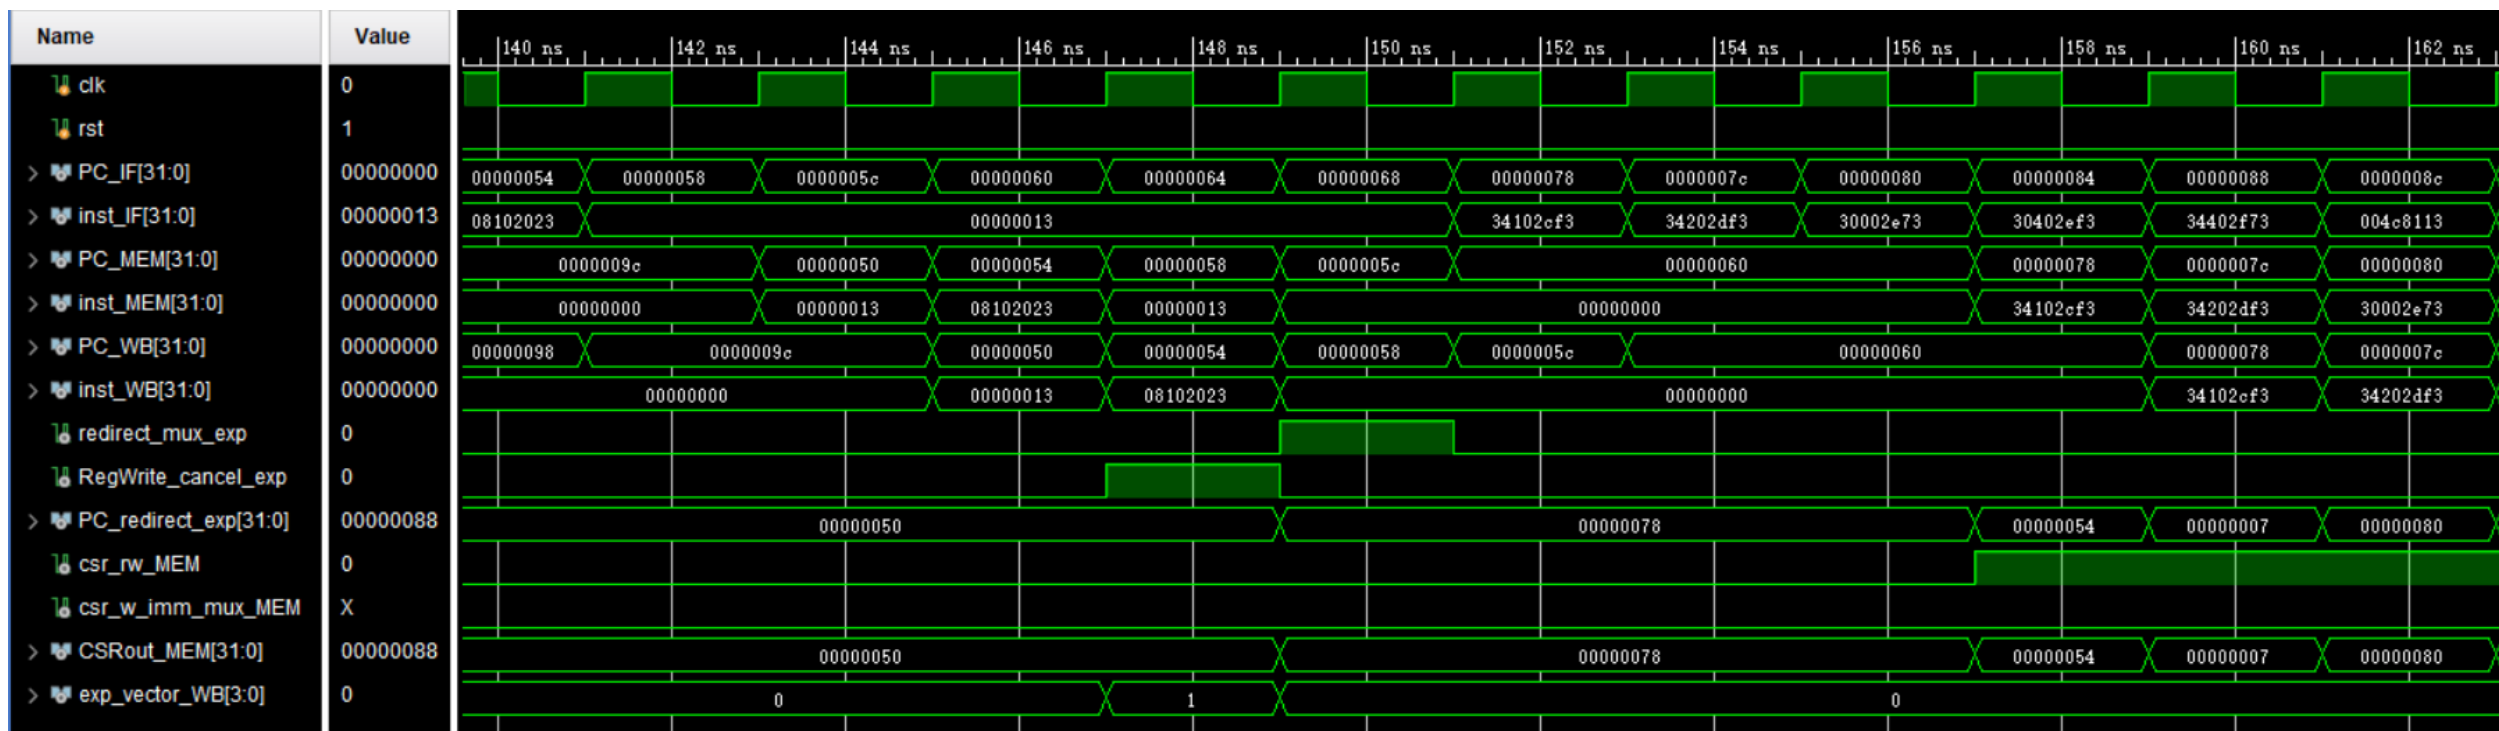 Name Value 140 ns 142 ns 144 ns 146 ns 148 ns 150 ns 152 ns 154 ns 156 ns 158 ns 160 ns 162 ns
clk 0
rst 1
PC_IF[31:0] 00000000 00000054 00000058 0000005c 00000060 00000064 00000068 00000078 0000007c 00000080 00000084 00000088 0000008c
inst_IF[31:0] 00000013 08102023 00000013 34102cf3 34202df3 30002e73 30402ef3 34402f73 004c8113
PC_MEM[31:0] 00000000 0000009c 00000050 00000054 00000058 0000005c 00000060 00000078 0000007c 00000080
inst_MEM[31:0] 00000000 00000000 00000013 08102023 00000013 00000000 34102cf3 34202df3 30002e73
PC_WB[31:0] 00000000 00000098 0000009c 00000050 00000054 00000058 0000005c 00000060 00000078 0000007c
inst_WB[31:0] 00000000 00000000 00000013 08102023 00000000 34102cf3 34202df3
redirect_mux_exp 0
RegWrite_cancel_exp 0
PC_redirect_exp[31:0] 00000088 00000050 00000078 00000054 00000007 00000080
csr_rw_MEM 0
csr_w_imm_mux_MEM X
CSRout_MEM[31:0] 00000088 00000050 00000078 00000054 00000007 00000080
exp_vector_WB[3:0] 0 0 1 0